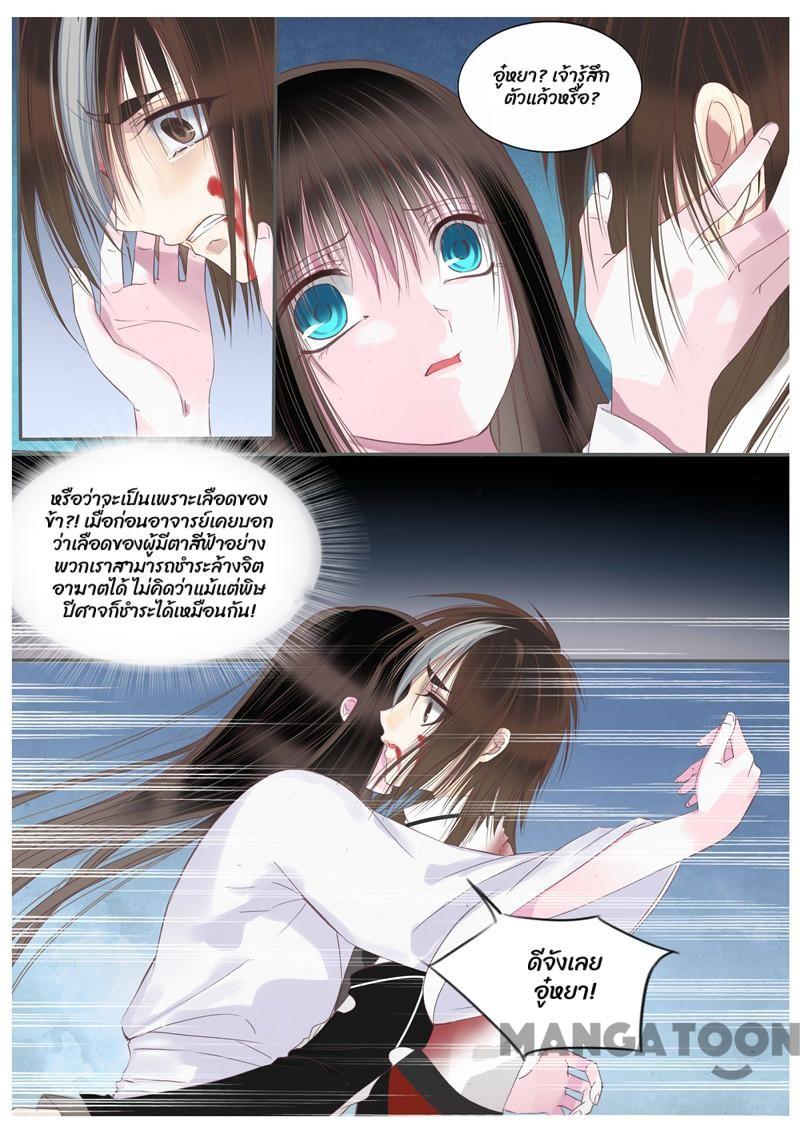 อู๋หยา? เจ้ารู้สึก
ตัวแล้วหรือ?
หรือว่าจะเป็นเพราะเลือดของ
ข้า?! เมื่อก่อนอาจารย์เคยบอก
ว่าเลือดของผู้มีตาสีฟ้าอย่าง
พวกเราสามารถชำระล้างจิต
อาฆาตได้ ไม่คิดว่าแม้แต่พิษ
ปีศาจก็ชำระได้เหมือนกัน!
ดีจังเลย
อู๋หยา!
MANGATOON